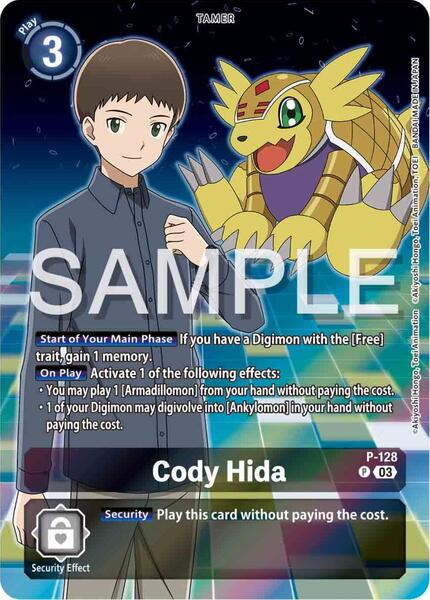 TAMER
Play
3
SAMPLE
Start of Your Main Phase If you have a Digimon with the [Free]
trait, gain 1 memory.
On Play Activate 1 of the following effects:
・You may play 1 [Armadillomon] from your hand without paying the cost.
・1 of your Digimon may digivolve into [Ankylomon] in your hand without
paying the cost.
P-128
Cody Hida
P 03
Security Play this card without paying the cost.
Security Effect
©Akiyoshi Hongo, Toei Animation ©Akiyoshi Hongo, Toei Animation, TOEI BANDAI MADE IN JAPAN